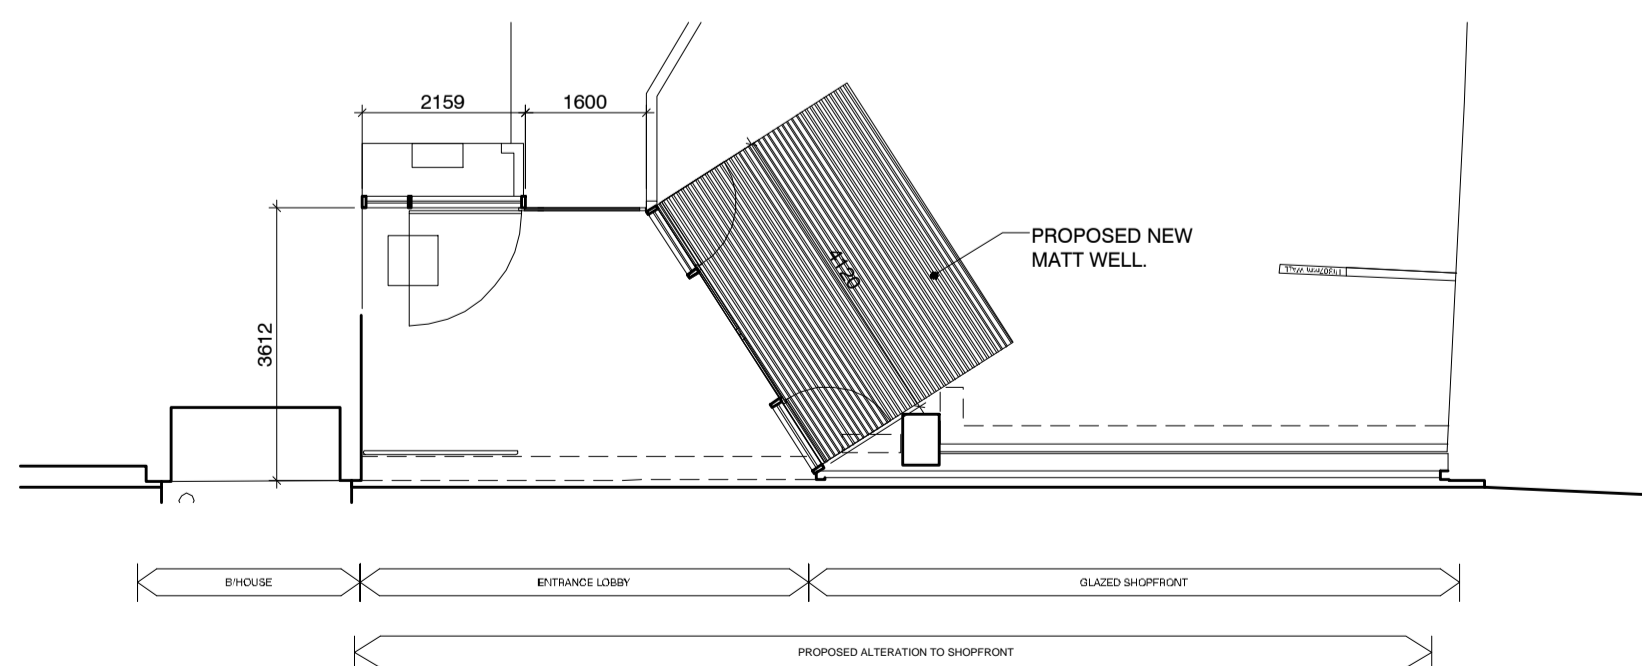 2159
1600
PROPOSED NEW
MATT WELL.
4120
3612
B/HOUSE
ENTRANCE LOBBY
GLAZED SHOPFRONT
PROPOSED ALTERATION TO SHOPFRONT